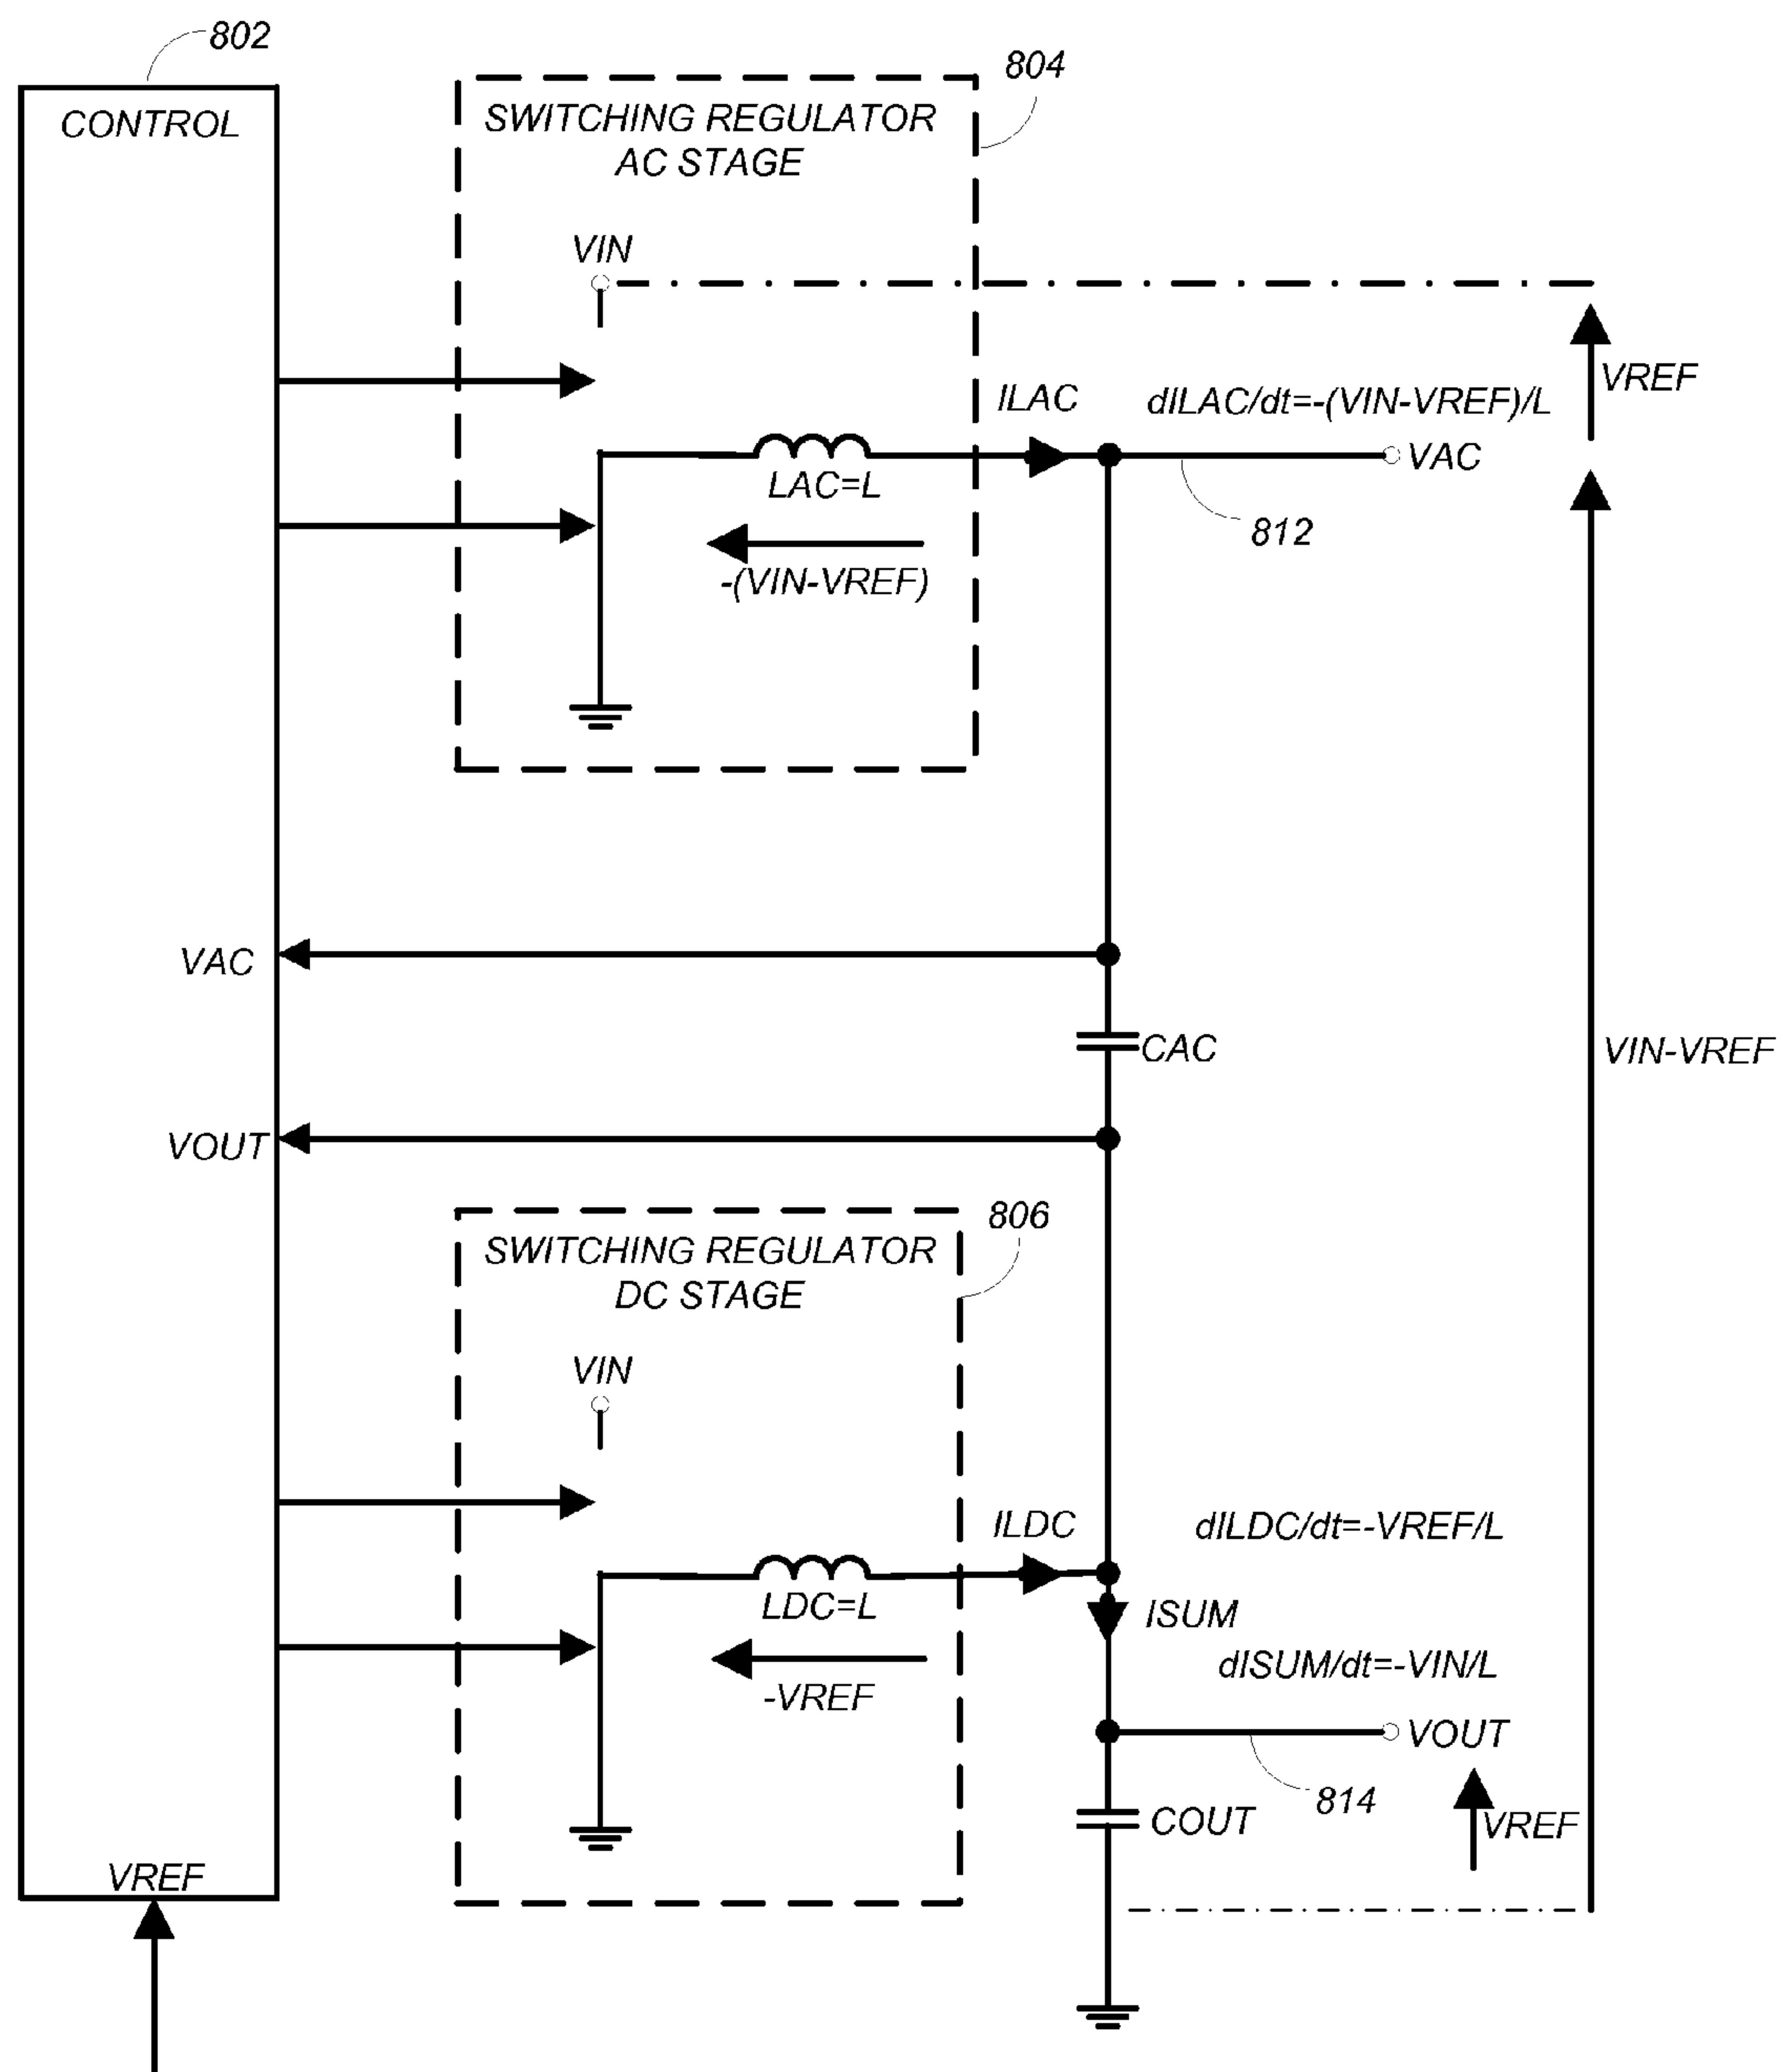 802
CONTROL
804
SWITCHING REGULATOR
AC STAGE
VIN
VREF
ILAC
dILAC/dt=-(VIN-VREF)/L
VAC
LAC=L
812
-(VIN-VREF)
VAC
CAC
VIN-VREF
VOUT
806
SWITCHING REGULATOR
DC STAGE
VIN
ILDC
dILDC/dt=-VREF/L
LDC=L
ISUM
dISUM/dt=-VIN/L
-VREF
VOUT
814
COUT
VREF
VREF